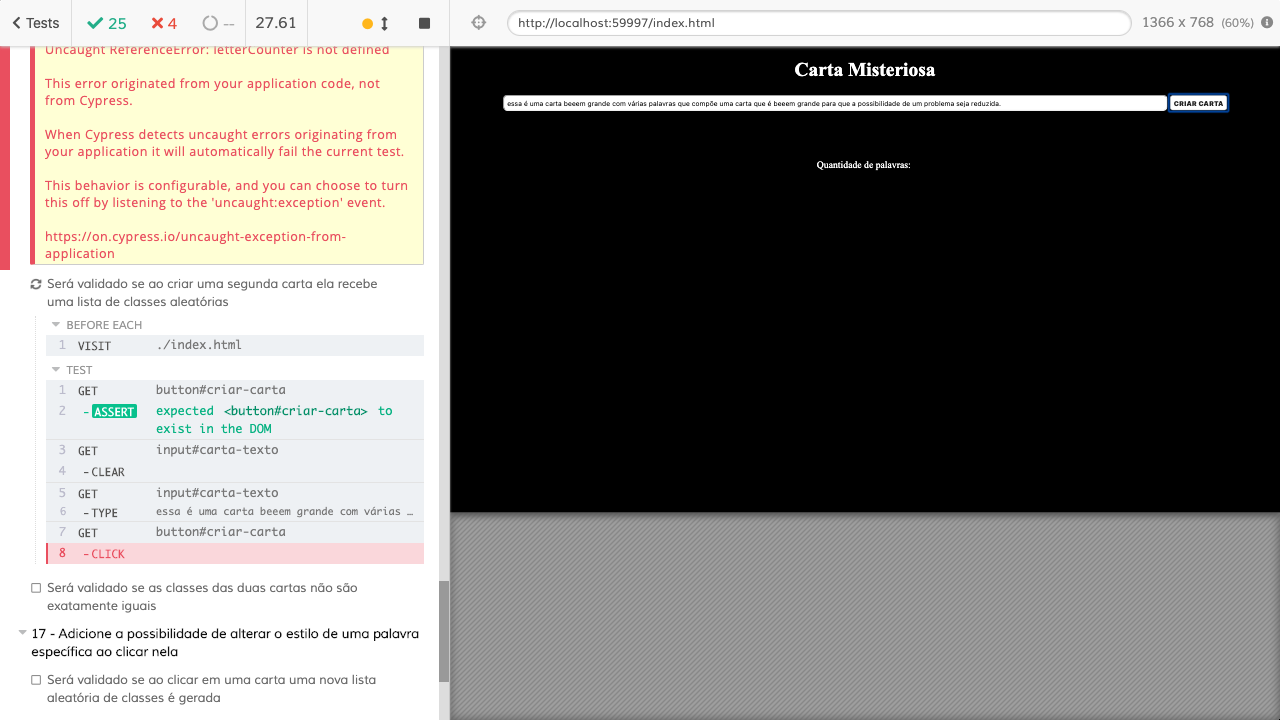 Tests 25 4 -- 27.61
http://localhost:59997/index.html 1366 x 768 (60%)
Uncaught ReferenceError: letterCounter is not defined
This error originated from your application code, not
from Cypress.
When Cypress detects uncaught errors originating from
your application it will automatically fail the current test.
This behavior is configurable, and you can choose to turn
this off by listening to the 'uncaught:exception' event.
https://on.cypress.io/uncaught-exception-from-
application
Será validado se ao criar uma segunda carta ela recebe
uma lista de classes aleatórias
BEFORE EACH
1 VISIT ./index.html
TEST
1 GET button#criar-carta
2 -ASSERT expected <button#criar-carta> to
exist in the DOM
3 GET input#carta-texto
4 -CLEAR
5 GET input#carta-texto
6 -TYPE essa é uma carta beeem grande com várias …
7 GET button#criar-carta
8 -CLICK
Será validado se as classes das duas cartas não são
exatamente iguais
17 - Adicione a possibilidade de alterar o estilo de uma palavra
específica ao clicar nela
Será validado se ao clicar em uma carta uma nova lista
aleatória de classes é gerada
Carta Misteriosa
essa é uma carta beeem grande com várias palavras que compõe uma carta que é beeem grande para que a possibilidade de um problema seja reduzida. CRIAR CARTA
Quantidade de palavras: